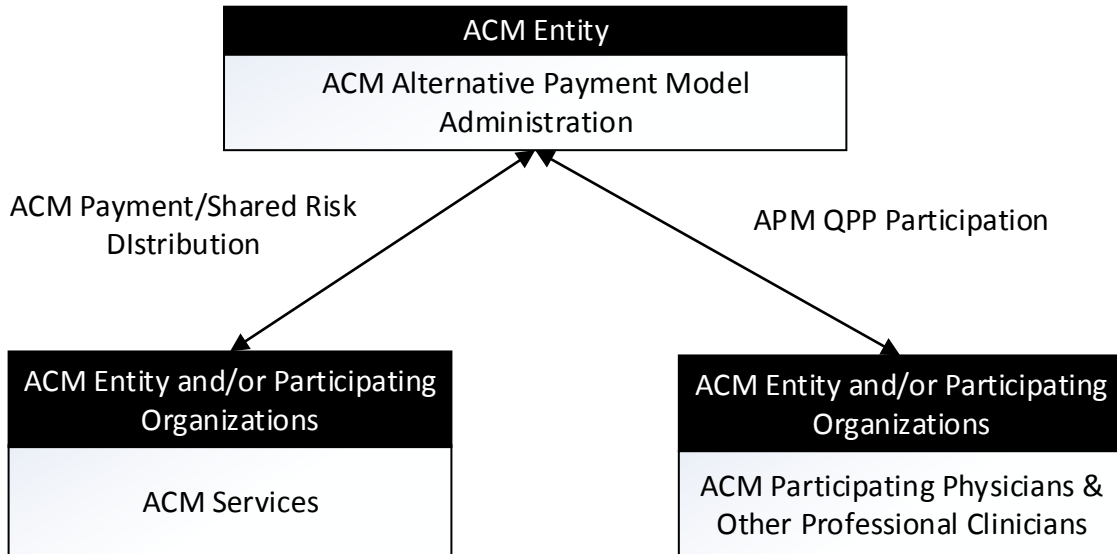 ACM Entity
ACM Alternative Payment Model
Administration
ACM Payment/Shared Risk
DIstribution
APM QPP Participation
ACM Entity and/or Participating
Organizations
ACM Services
ACM Entity and/or Participating
Organizations
ACM Participating Physicians &
Other Professional Clinicians